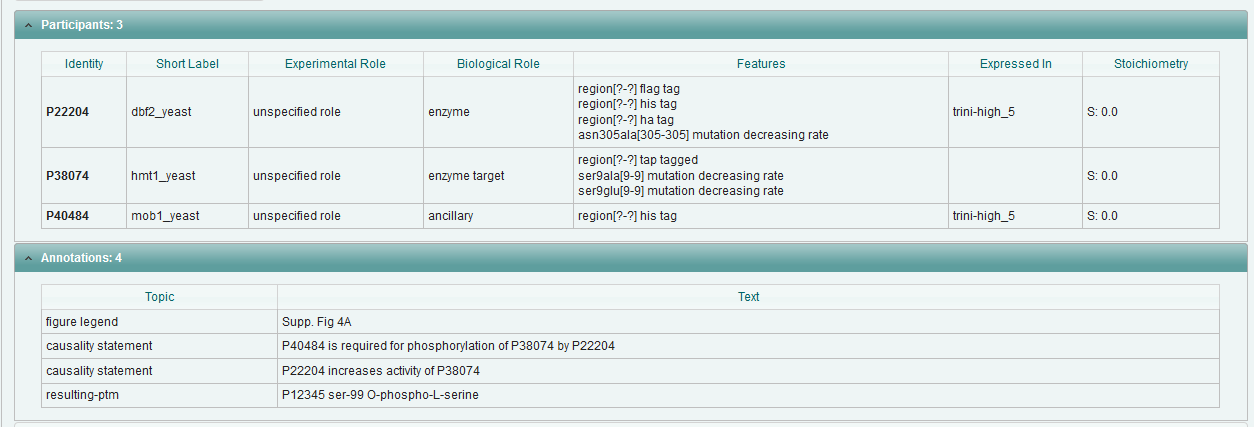 Participants: 3
Identity Short Label Experimental Role Biological Role Features Expressed In Stoichiometry
P22204 dbf2_yeast unspecified role enzyme region[?-?] flag tag
region[?-?] his tag
region[?-?] ha tag
asn305ala[305-305] mutation decreasing rate trini-high_5 S: 0.0
P38074 hmt1_yeast unspecified role enzyme target region[?-?] tap tagged
ser9ala[9-9] mutation decreasing rate
ser9glu[9-9] mutation decreasing rate S: 0.0
P40484 mob1_yeast unspecified role ancillary region[?-?] his tag trini-high_5 S: 0.0
Annotations: 4
Topic Text
figure legend Supp. Fig 4A
causality statement P40484 is required for phosphorylation of P38074 by P22204
causality statement P22204 increases activity of P38074
resulting-ptm P12345 ser-99 O-phospho-L-serine